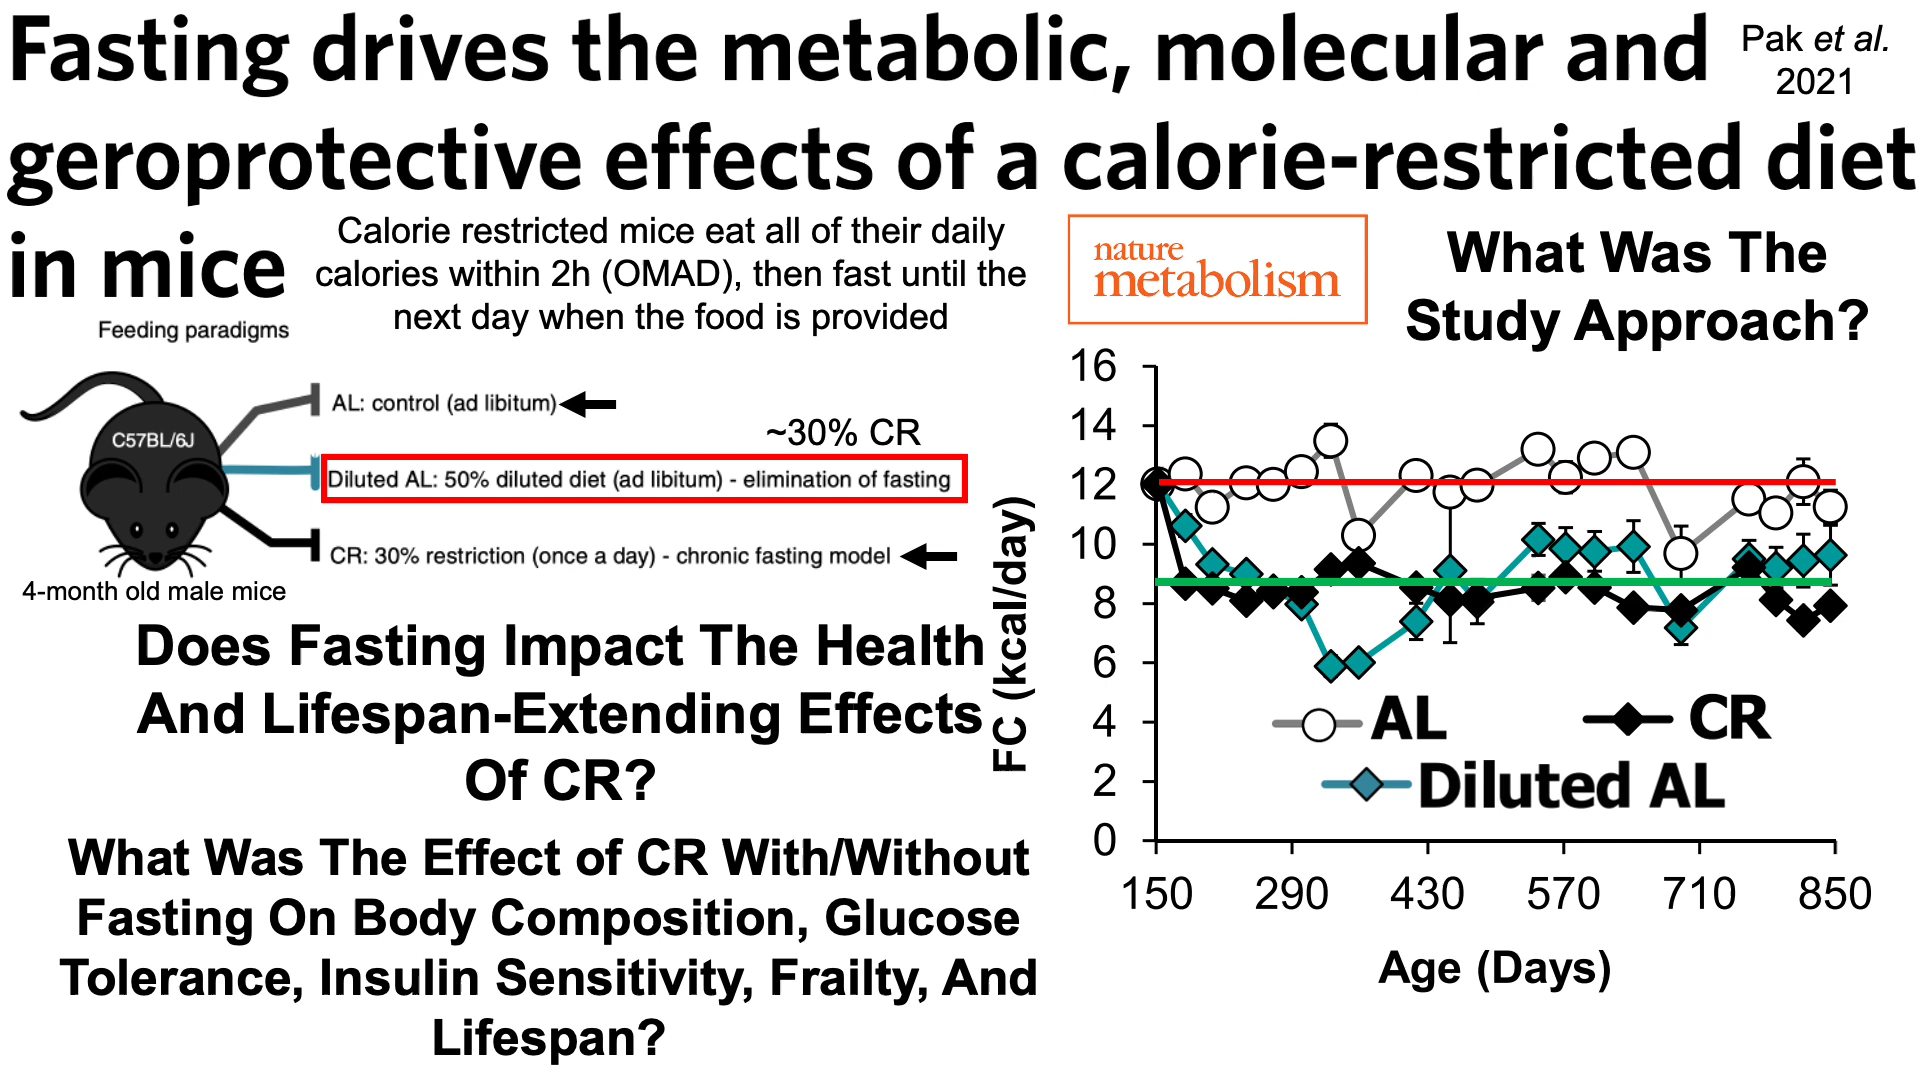 Fasting drives the metabolic, molecular and
Pak et al.
2021
geroprotective effects of a calorie-restricted diet
in mice
Calorie restricted mice eat all of their daily
calories within 2h (OMAD), then fast until the
next day when the food is provided
nature
metabolism
What Was The
Study Approach?
Feeding paradigms
C57BL/6J
AL: control (ad libitum)
~30% CR
Diluted AL: 50% diluted diet (ad libitum) - elimination of fasting
CR: 30% restriction (once a day) - chronic fasting model
4-month old male mice
Does Fasting Impact The Health
And Lifespan-Extending Effects
Of CR?
What Was The Effect of CR With/Without
Fasting On Body Composition, Glucose
Tolerance, Insulin Sensitivity, Frailty, And
Lifespan?
FC (kcal/day)
16
14
12
10
8
6
4
2
0
AL
CR
Diluted AL
150 290 430 570 710 850
Age (Days)